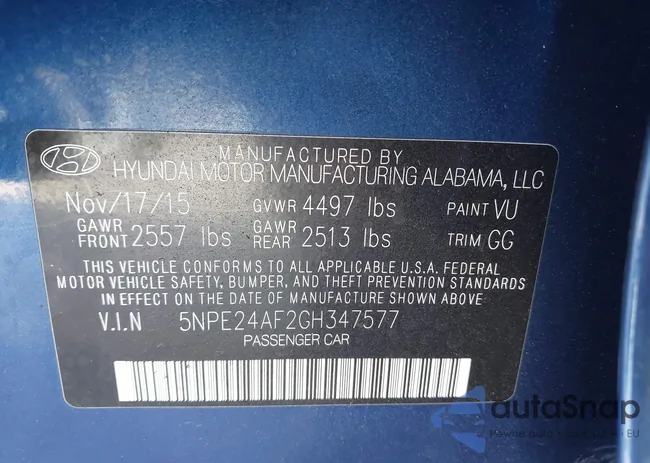 MANUFACTURED BY
HYUNDAI MOTOR MANUFACTURING ALABAMA, LLC
Nov/17/15 GVWR 4497 lbs PAINT VU
GAWR FRONT 2557 lbs GAWR REAR 2513 lbs TRIM GG
THIS VEHICLE CONFORMS TO ALL APPLICABLE U.S.A. FEDERAL
MOTOR VEHICLE SAFETY, BUMPER, AND THEFT PREVENTION STANDARDS
IN EFFECT ON THE DATE OF MANUFACTURE SHOWN ABOVE
V.I.N 5NPE24AF2GH347577
PASSENGER CAR
autaSnap
EU